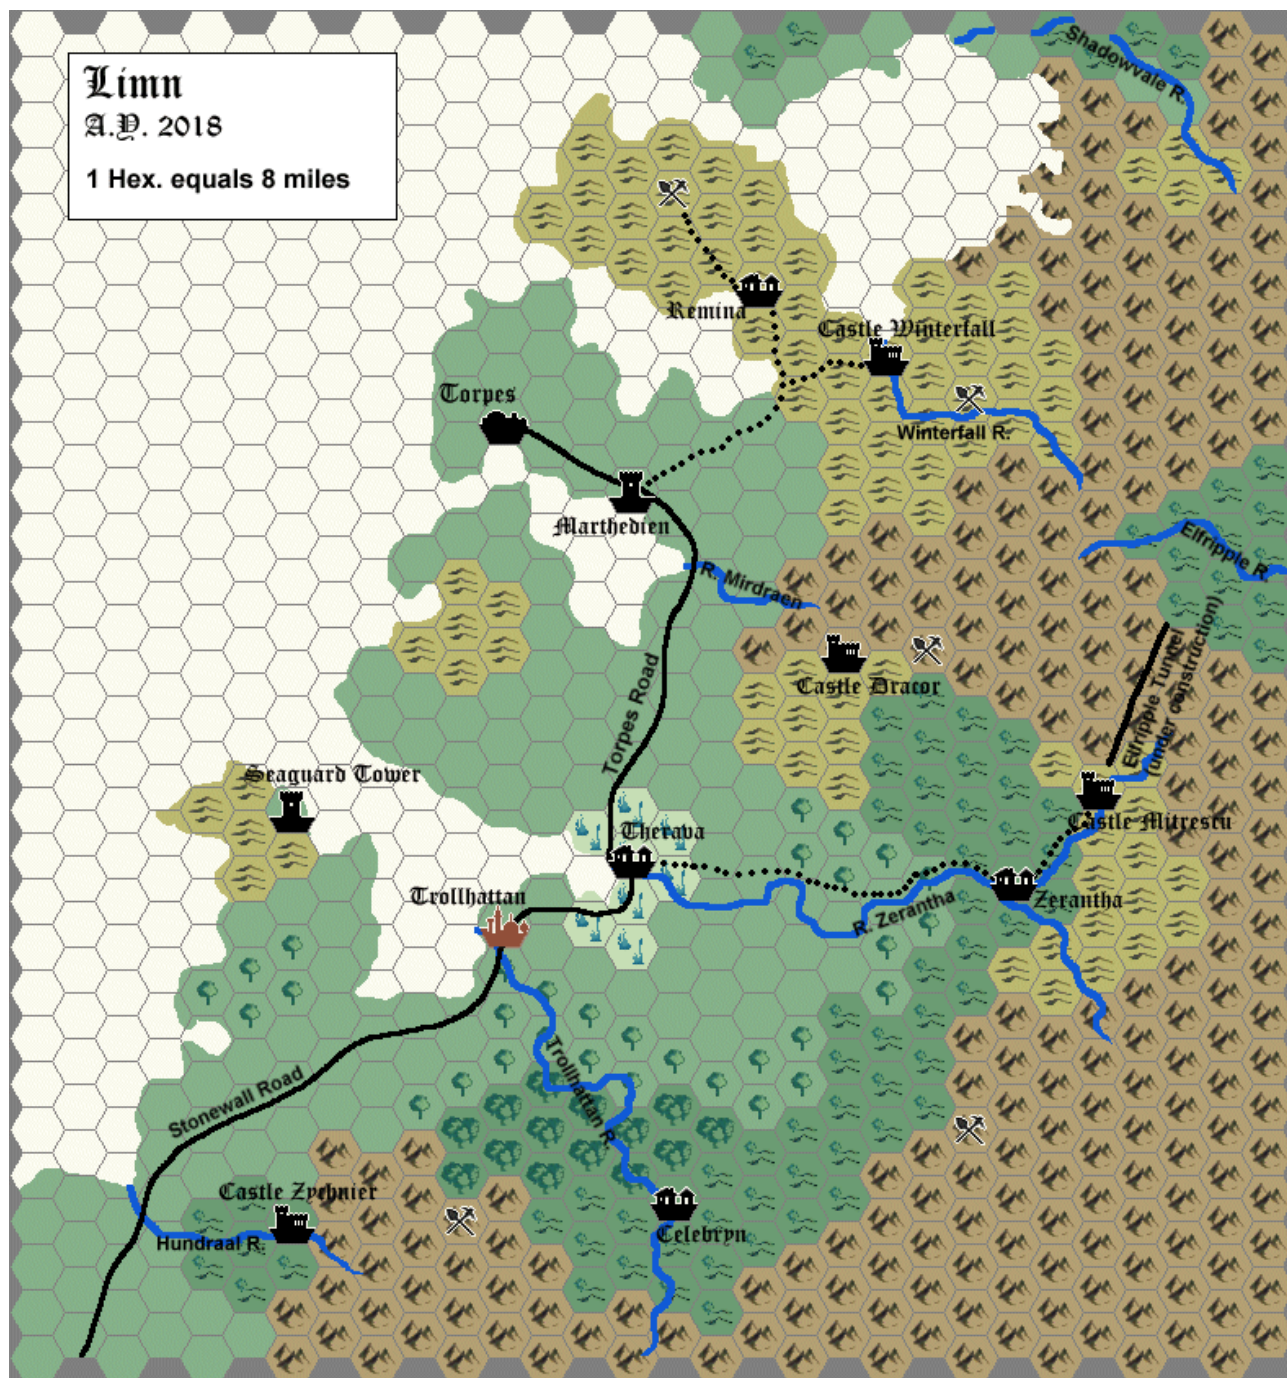 Limn
A.Y. 2018
1 Hex. equals 8 miles
Shadowvale R.
Remina
Castle Winterfall
Torpes
Winterfall R.
Marthedien
Elfripple R.
R. Mirdraen
Elfripple Tunnel
(under construction)
Torpes Road
Castle Dracor
Seaguard Tower
Therava
Castle Mitrescu
Trollhattan
R. Zerantha
Zerantha
Trollhattan R.
Stonewall Road
Castle Zychnier
Hundraal R.
Celebryn